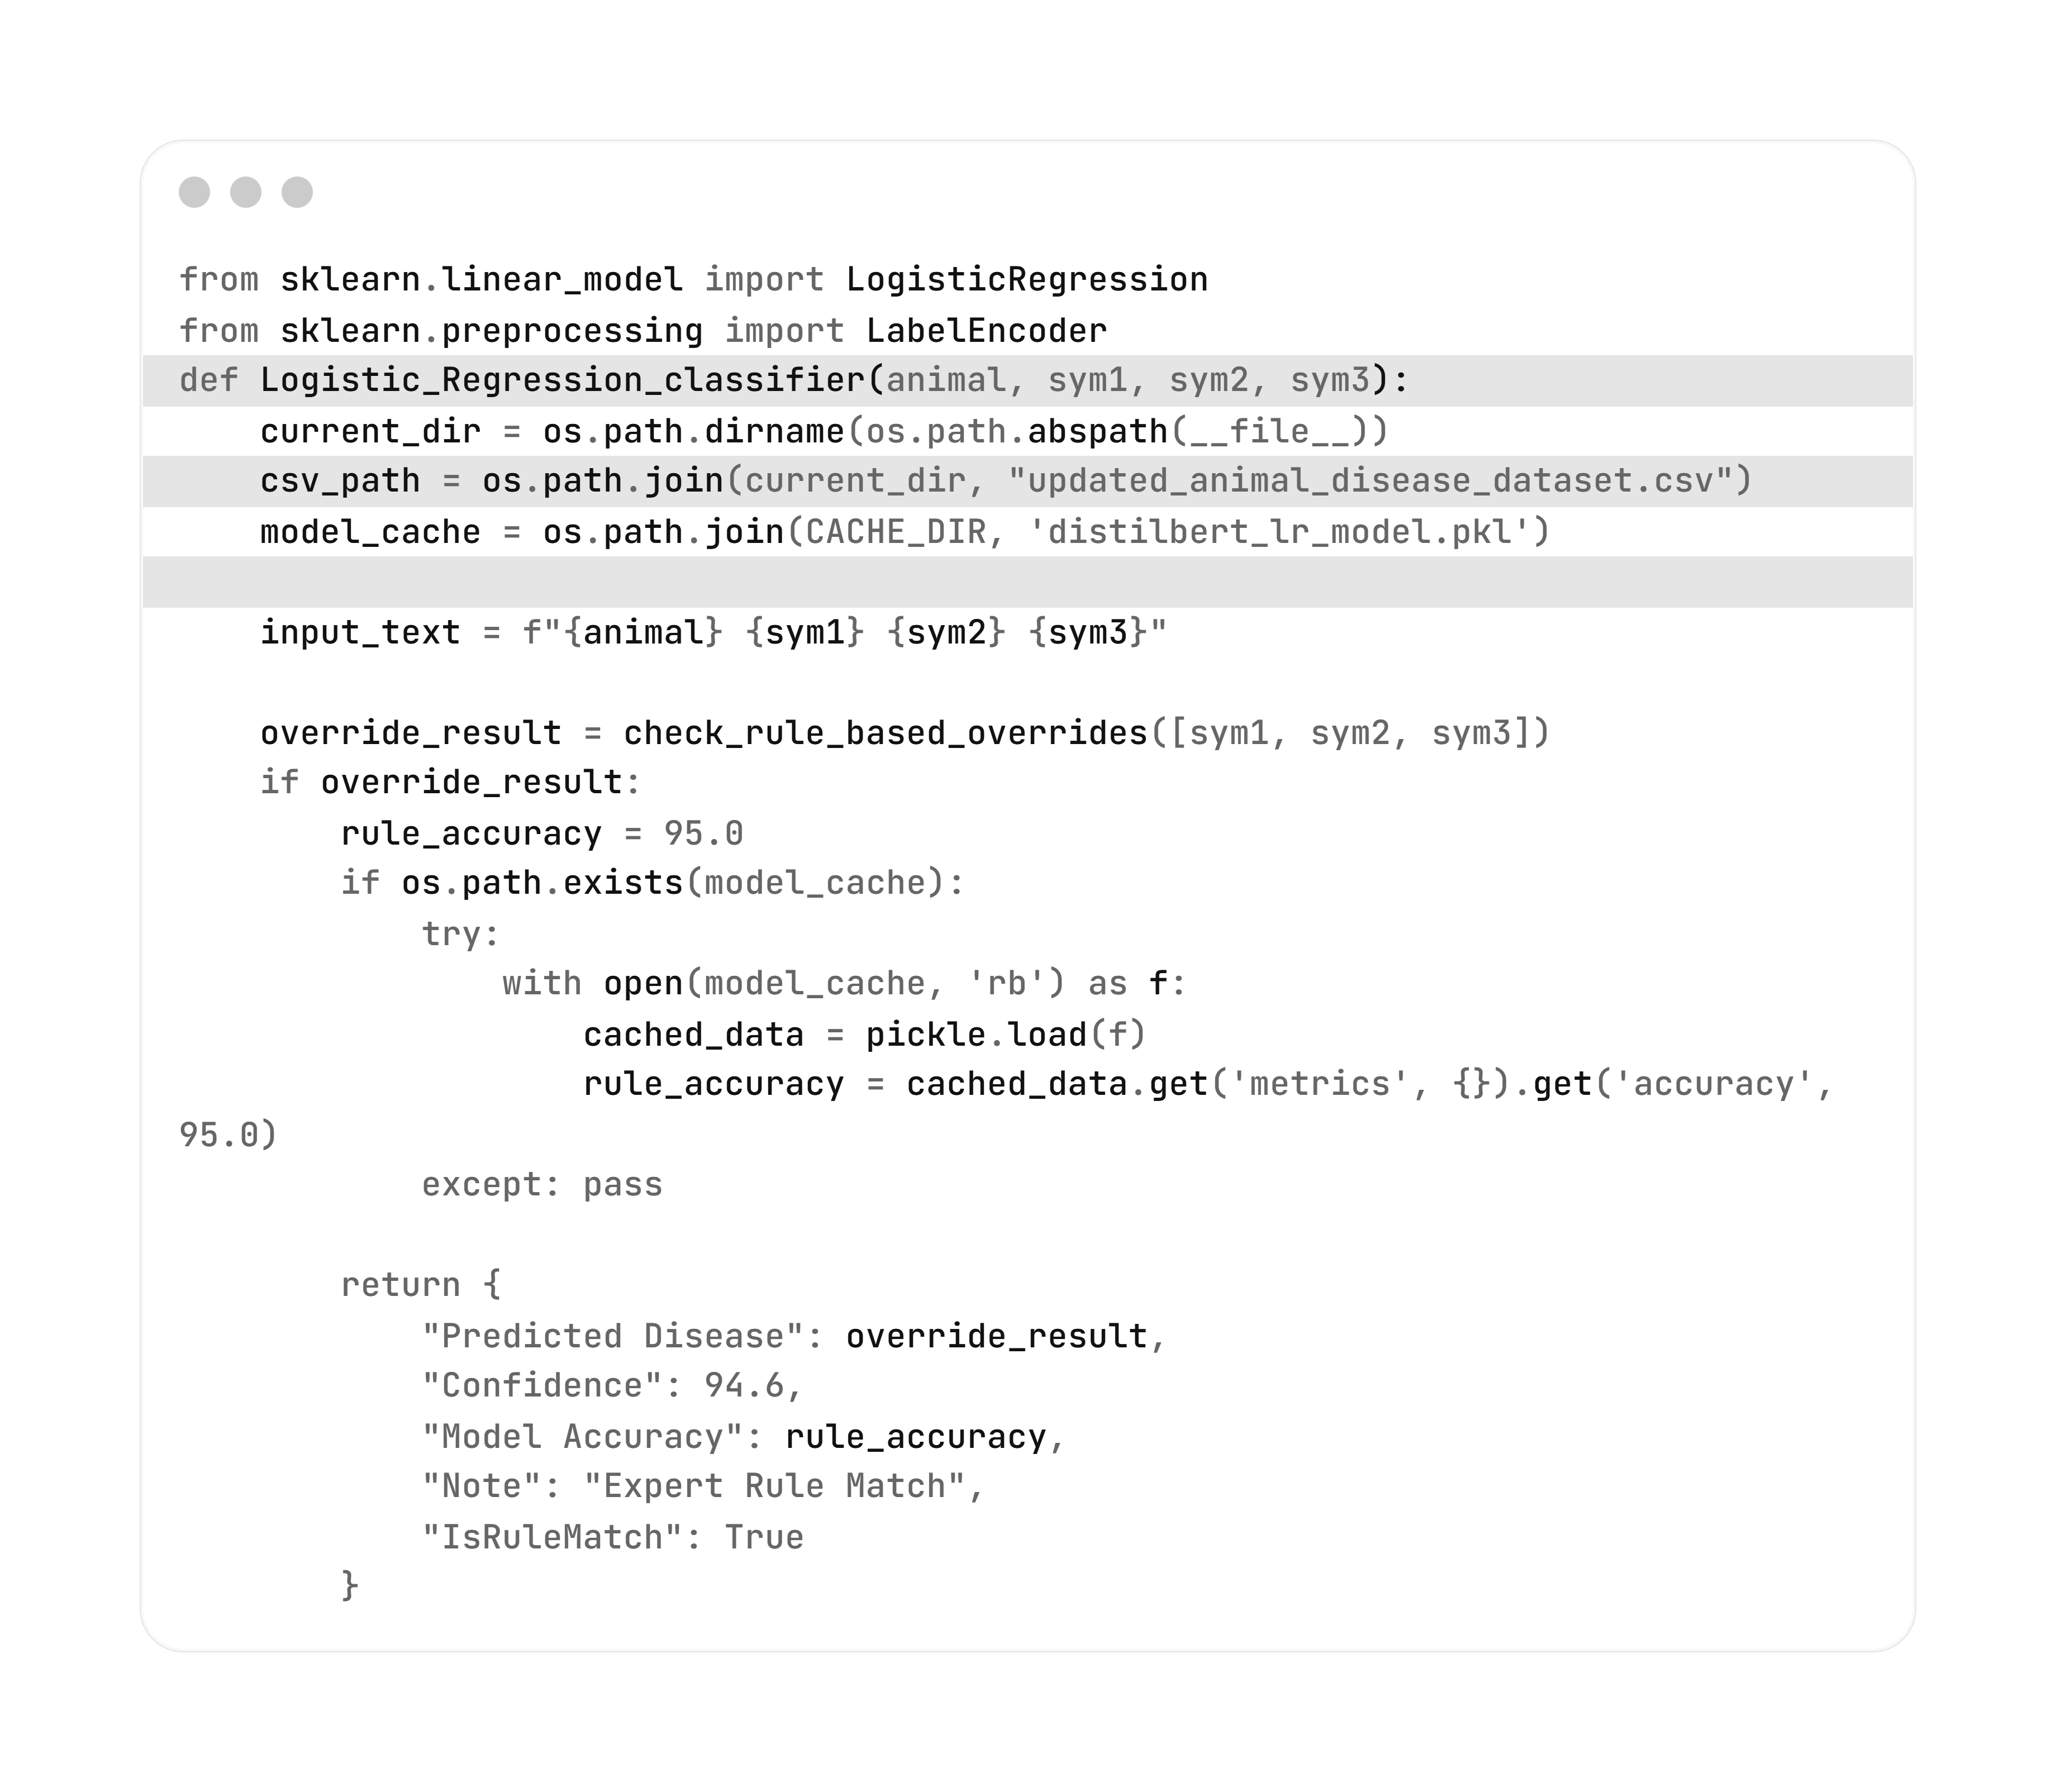 from sklearn.linear_model import LogisticRegression
from sklearn.preprocessing import LabelEncoder
def Logistic_Regression_classifier(animal, sym1, sym2, sym3):
    current_dir = os.path.dirname(os.path.abspath(__file__))
    csv_path = os.path.join(current_dir, "updated_animal_disease_dataset.csv")
    model_cache = os.path.join(CACHE_DIR, 'distilbert_lr_model.pkl')

    input_text = f"{animal} {sym1} {sym2} {sym3}"

    override_result = check_rule_based_overrides([sym1, sym2, sym3])
    if override_result:
        rule_accuracy = 95.0
        if os.path.exists(model_cache):
            try:
                with open(model_cache, 'rb') as f:
                    cached_data = pickle.load(f)
                    rule_accuracy = cached_data.get('metrics', {}).get('accuracy',
95.0)
            except: pass

        return {
            "Predicted Disease": override_result,
            "Confidence": 94.6,
            "Model Accuracy": rule_accuracy,
            "Note": "Expert Rule Match",
            "IsRuleMatch": True
        }